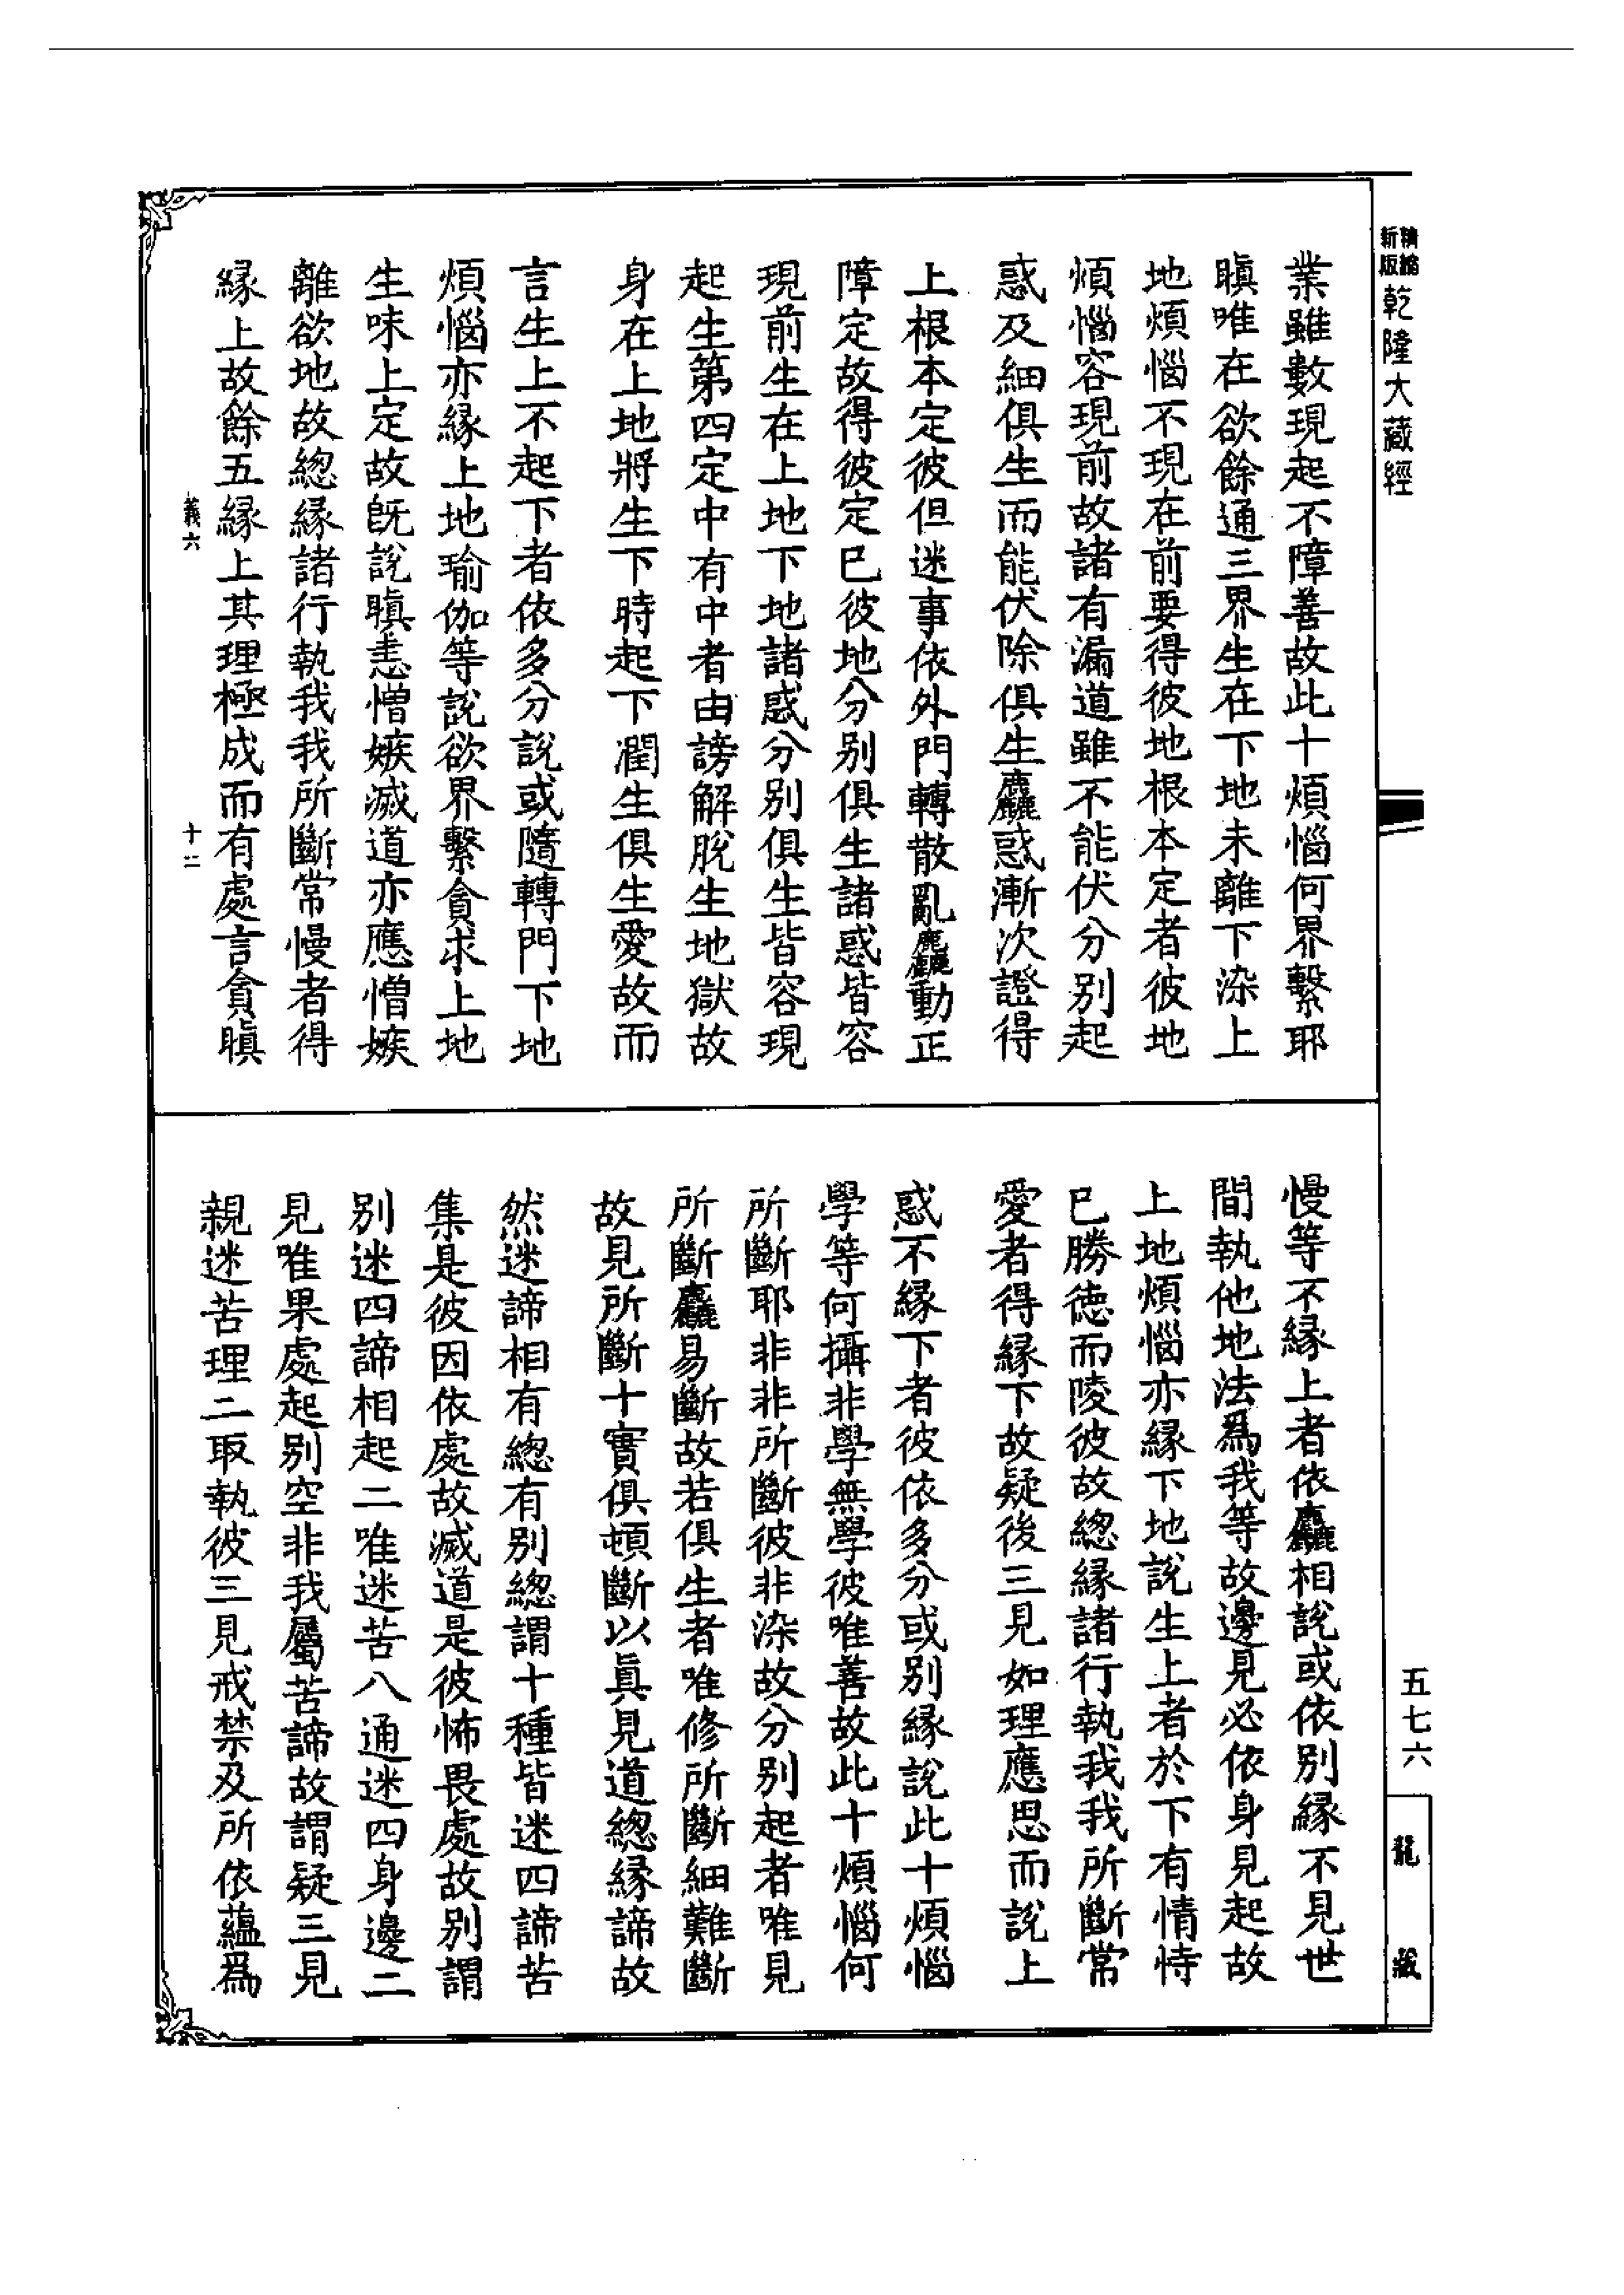 精縮
新版
乾隆大藏經
業雖數現起不障善故此十煩惱何界繫耶
瞋唯在欲餘通三界生在下地未離下染上
地煩惱不現在前要得彼地根本定者彼地
煩惱容現前故諸有漏道雖不能伏分别起
惑及細俱生而能伏除俱生麤惑漸次證得
上根本定彼但迷事依外門轉散亂麤動正
障定故得彼定已彼地分别俱生諸惑皆容
現前生在上地下地諸惑分别俱生皆容現
起生第四定中有中者由謗解脫生地獄故
身在上地將生下時起下潤生俱生愛故而
言生上不起下者依多分說或隨轉門下地
煩惱亦緣上地瑜伽等說欲界繫貪求上地
生味上定故旣說瞋恚憎嫉滅道亦應憎嫉
離欲地故總緣諸行執我我所斷常慢者得
緣上故餘五緣上其理極成而有處言貪瞋
義六
十二
慢等不緣上者依麤相說或依别緣不見世
間執他地法爲我等故邊見必依身見起故
上地煩惱亦緣下地說生上者於下有情恃
已勝德而陵彼故總緣諸行執我我所斷常
愛者得緣下故疑後三見如理應思而說上
惑不緣下者彼依多分或别緣說此十煩惱
學等何攝非學無學彼唯善故此十煩惱何
所斷耶非非所斷彼非染故分别起者唯見
所斷麤易斷故若俱生者唯修所斷細難斷
故見所斷十實俱頓斷以眞見道總緣諦故
然迷諦相有總有别總謂十種皆迷四諦苦
集是彼因依處故滅道是彼怖畏處故别謂
别迷四諦相起二唯迷苦八通迷四身邊二
見唯果處起别空非我屬苦諦故謂疑三見
親迷苦理二取執彼三見戒禁及所依蘊爲
五七六
龍藏